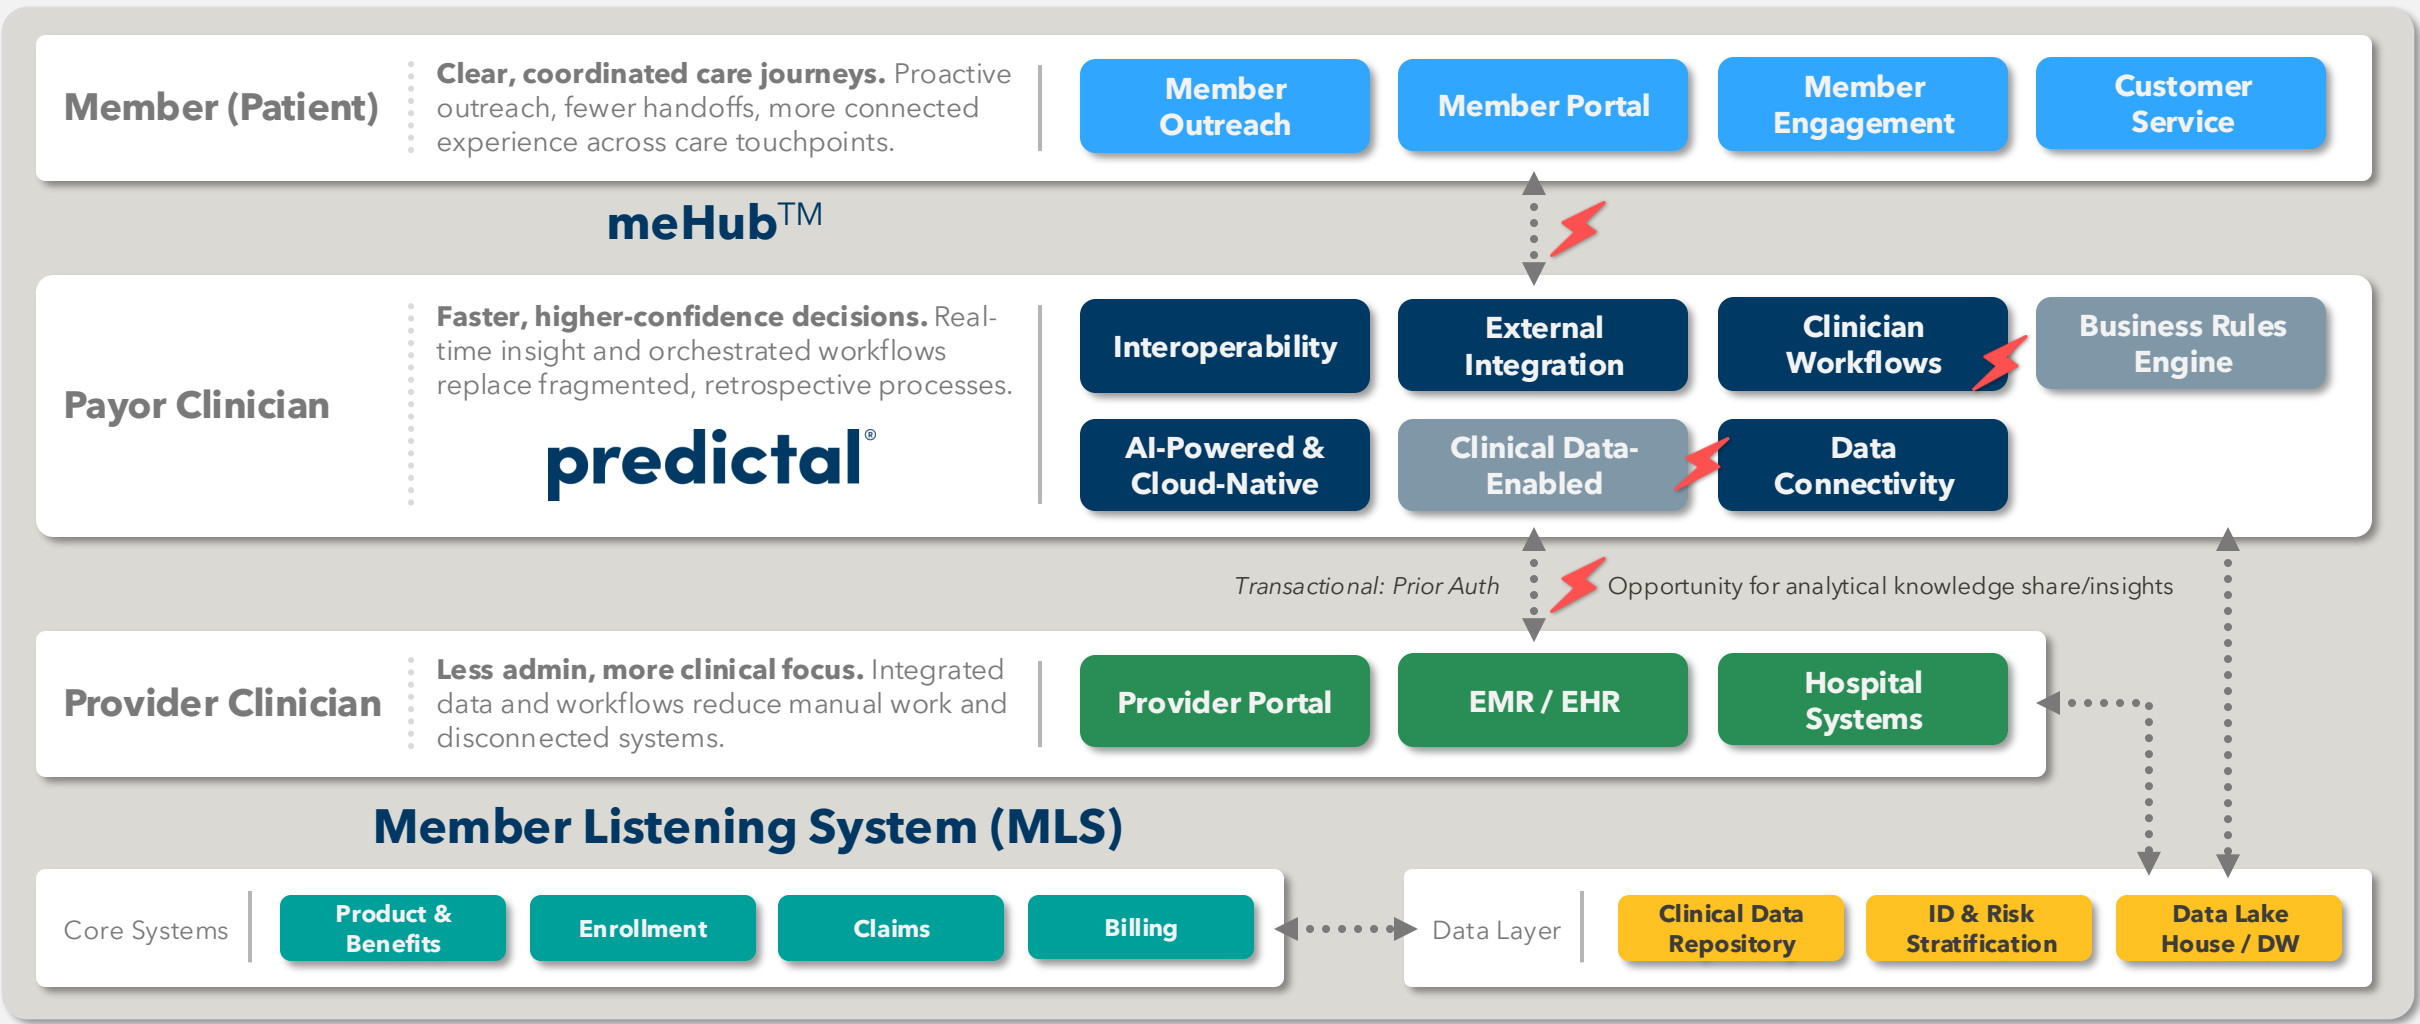 Member (Patient)
Clear, coordinated care journeys. Proactive
outreach, fewer handoffs, more connected
experience across care touchpoints.
Member
Outreach
Member Portal
Member
Engagement
Customer
Service
meHub™
Payor Clinician
Faster, higher-confidence decisions. Real-
time insight and orchestrated workflows
replace fragmented, retrospective processes.
predictal®
Interoperability
External
Integration
Clinician
Workflows
Business Rules
Engine
AI-Powered &
Cloud-Native
Clinical Data-
Enabled
Data
Connectivity
Transactional: Prior Auth
Opportunity for analytical knowledge share/insights
Provider Clinician
Less admin, more clinical focus. Integrated
data and workflows reduce manual work and
disconnected systems.
Provider Portal
EMR / EHR
Hospital
Systems
Member Listening System (MLS)
Core Systems
Product &
Benefits
Enrollment
Claims
Billing
Data Layer
Clinical Data
Repository
ID & Risk
Stratification
Data Lake
House / DW